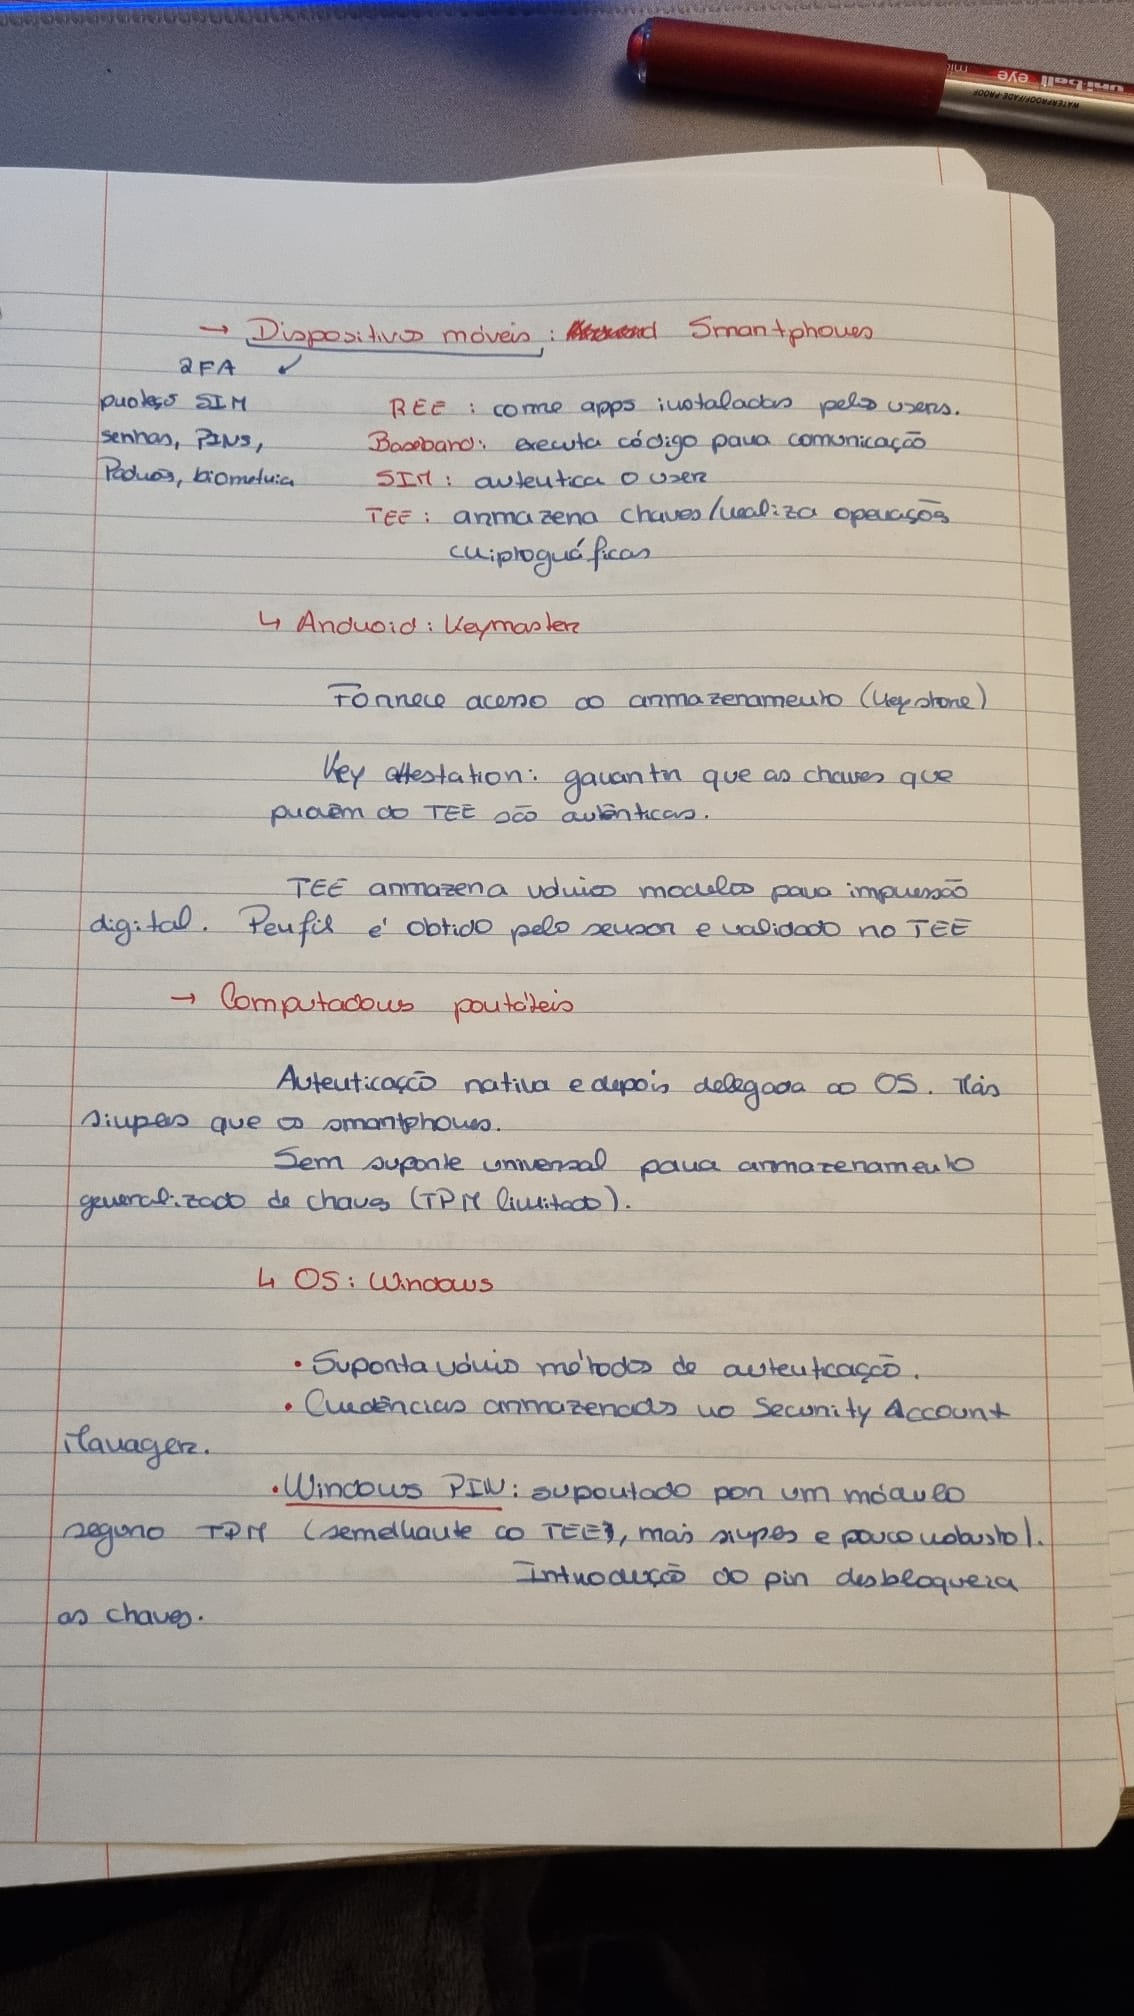 uni-ball eye mic
WATERPROOF/FADE-PROOF
→ Dispositivos móveis: Smartphones
2FA ✓
proteção SIM
senhas, PINS,
Padrões, biometria
REE: corre apps instaladas pelos users.
Baseband: executa código para comunicação
SIM: autentica o user
TEE: armazena chaves/realiza operações
criptográficas
↳ Android: Keymaster
Fornece acesso ao armazenamento (Keystore)
Key attestation: garantir que as chaves que
provêm do TEE são autênticas.
TEE armazena vários modelos para impressão
digital. Perfil é obtido pelo sensor e validado no TEE
→ Computadores portáteis
Autenticação nativa e depois delegada ao OS. Mais
simples que os smartphones.
Sem suporte universal para armazenamento
generalizado de chaves (TPM limitado).
↳ OS: Windows
• Suporta vários métodos de autenticação.
• Credências armazenadas no Security Account
Manager.
• Windows PIN: suportado por um módulo
seguro TPM (semelhante ao TEE, mais simples e pouco robusto).
Introdução do pin desbloqueia
as chaves.